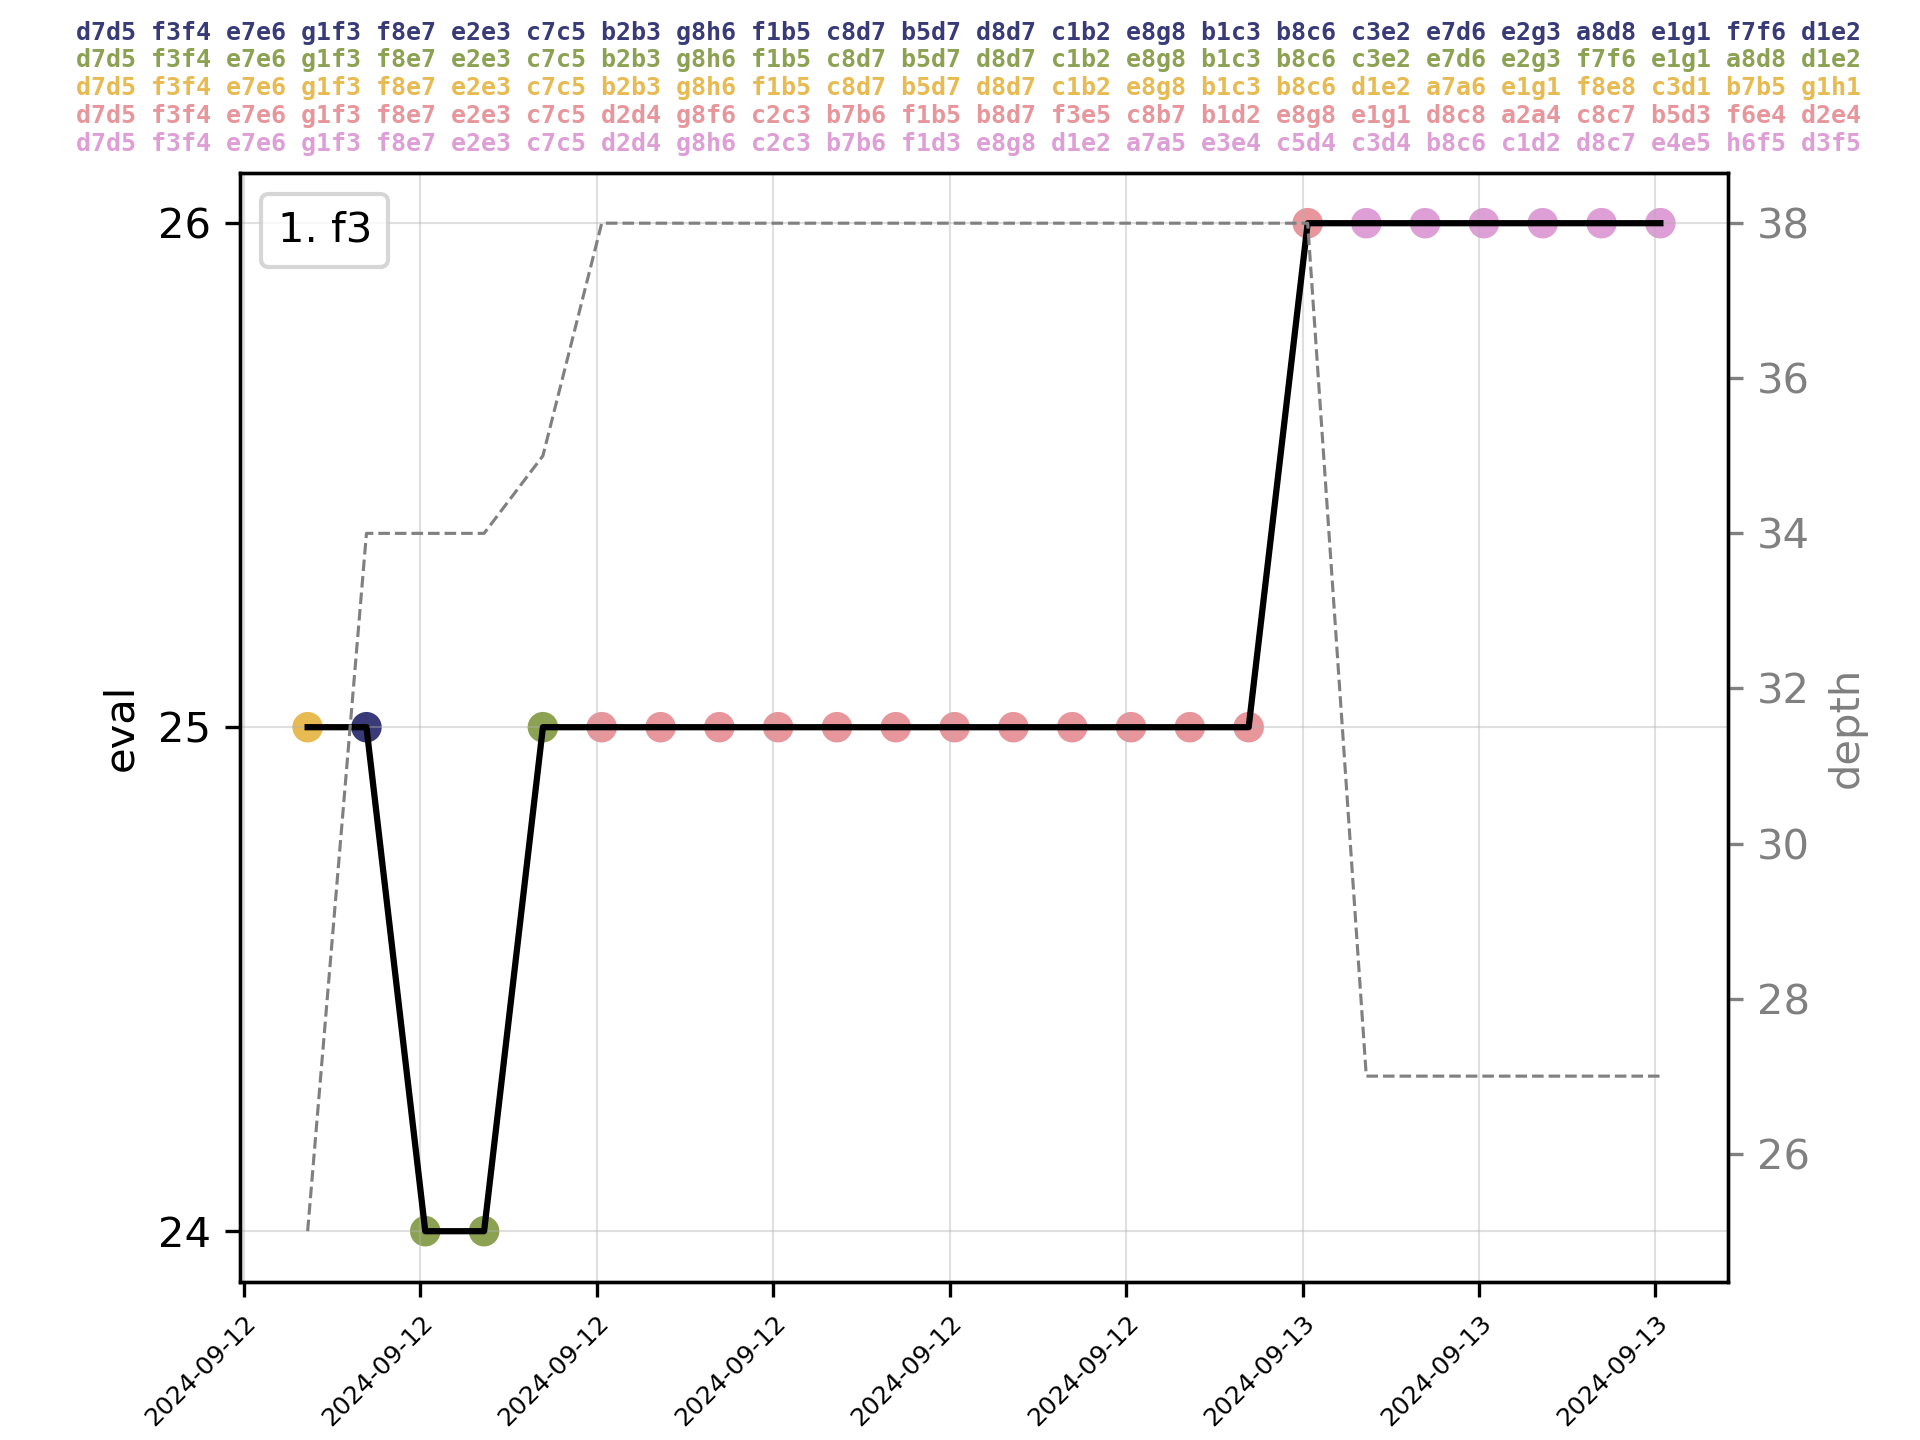 d7d5 f3f4 e7e6 g1f3 f8e7 e2e3 c7c5 b2b3 g8h6 f1b5 c8d7 b5d7 d8d7 c1b2 e8g8 b1c3 b8c6 c3e2 e7d6 e2g3 a8d8 e1g1 f7f6 d1e2
d7d5 f3f4 e7e6 g1f3 f8e7 e2e3 c7c5 b2b3 g8h6 f1b5 c8d7 b5d7 d8d7 c1b2 e8g8 b1c3 b8c6 c3e2 e7d6 e2g3 f7f6 e1g1 a8d8 d1e2
d7d5 f3f4 e7e6 g1f3 f8e7 e2e3 c7c5 b2b3 g8h6 f1b5 c8d7 b5d7 d8d7 c1b2 e8g8 b1c3 b8c6 d1e2 a7a6 e1g1 f8e8 c3d1 b7b5 g1h1
d7d5 f3f4 e7e6 g1f3 f8e7 e2e3 c7c5 d2d4 g8f6 c2c3 b7b6 f1b5 b8d7 f3e5 c8b7 b1d2 e8g8 e1g1 d8c8 a2a4 c8c7 b5d3 f6e4 d2e4
d7d5 f3f4 e7e6 g1f3 f8e7 e2e3 c7c5 d2d4 g8h6 c2c3 b7b6 f1d3 e8g8 d1e2 a7a5 e3e4 c5d4 c3d4 b8c6 c1d2 d8c7 e4e5 h6f5 d3f5
1. f3
26
25
24
eval
38
36
34
32
30
28
26
depth
2024-09-12
2024-09-12
2024-09-12
2024-09-12
2024-09-12
2024-09-12
2024-09-13
2024-09-13
2024-09-13